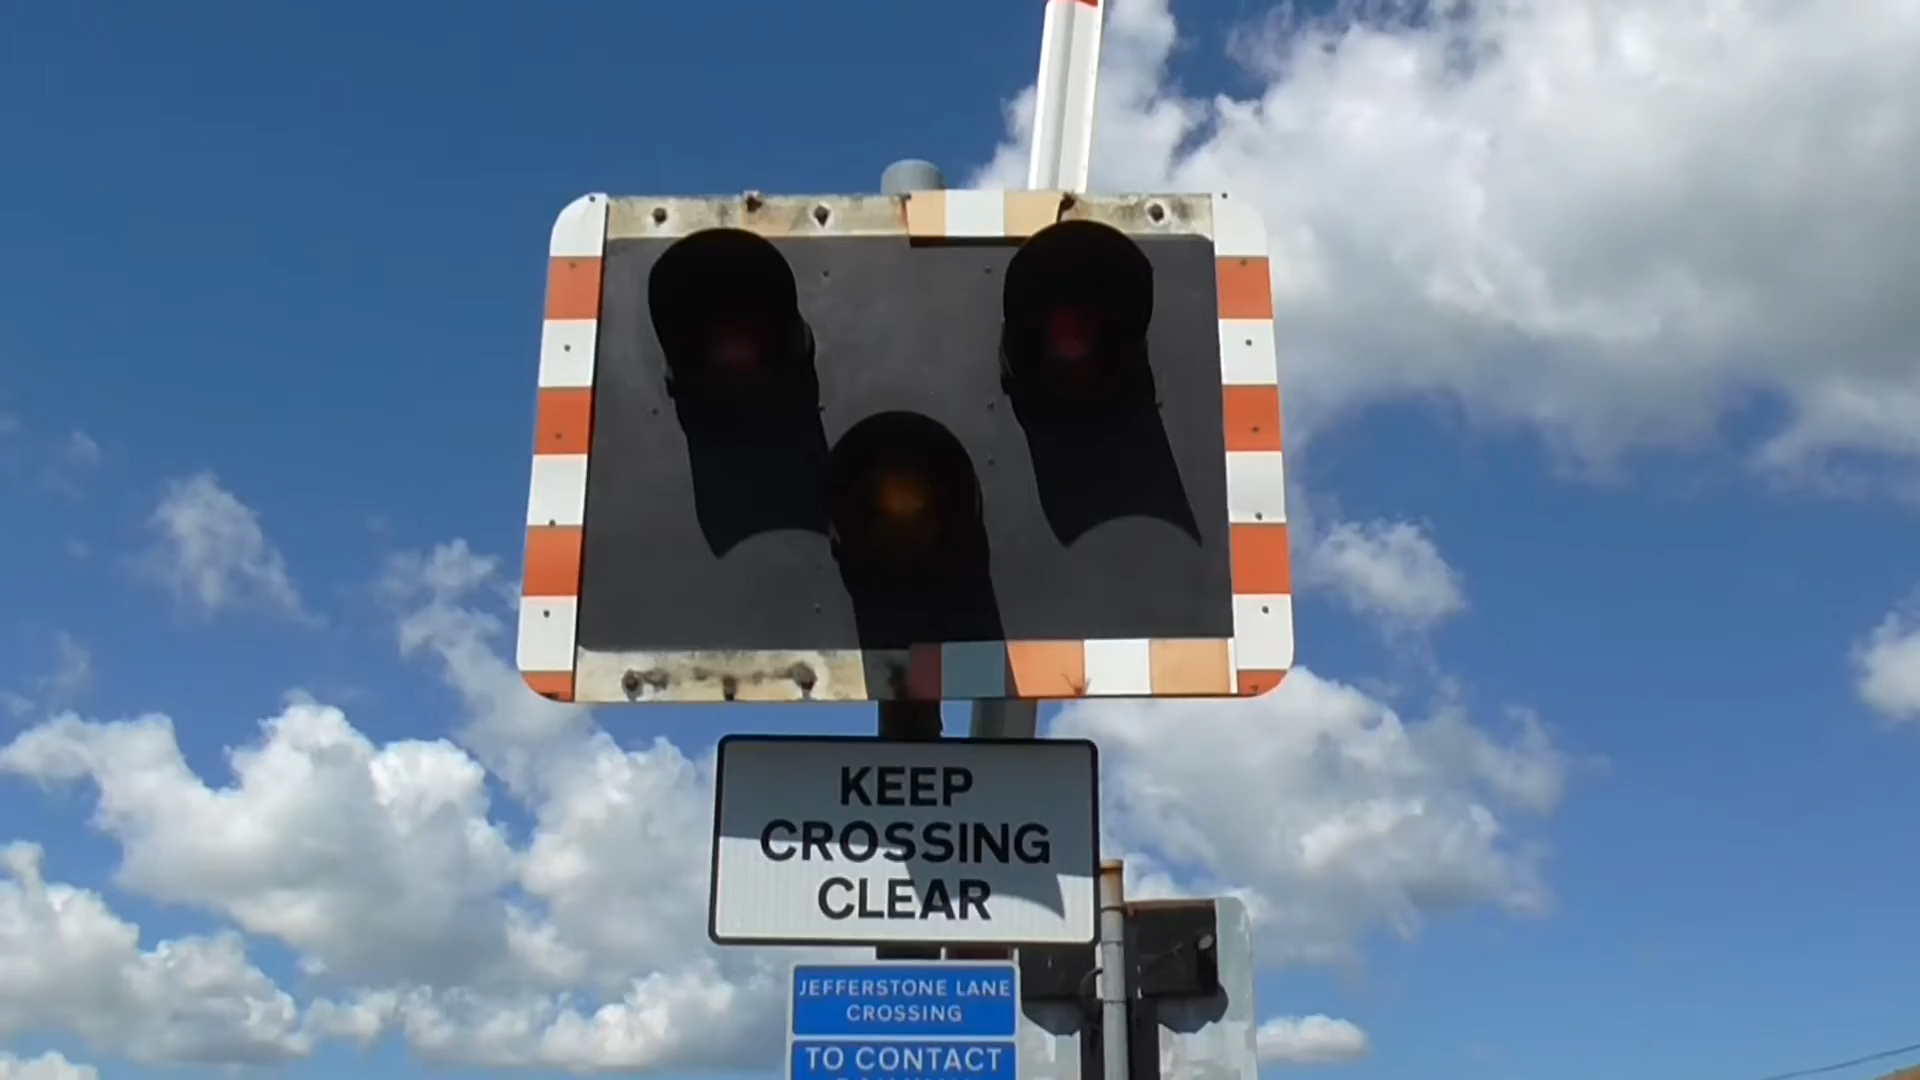 KEEP
CROSSING
CLEAR
JEFFERSTONE LANE
CROSSING
TO CONTACT